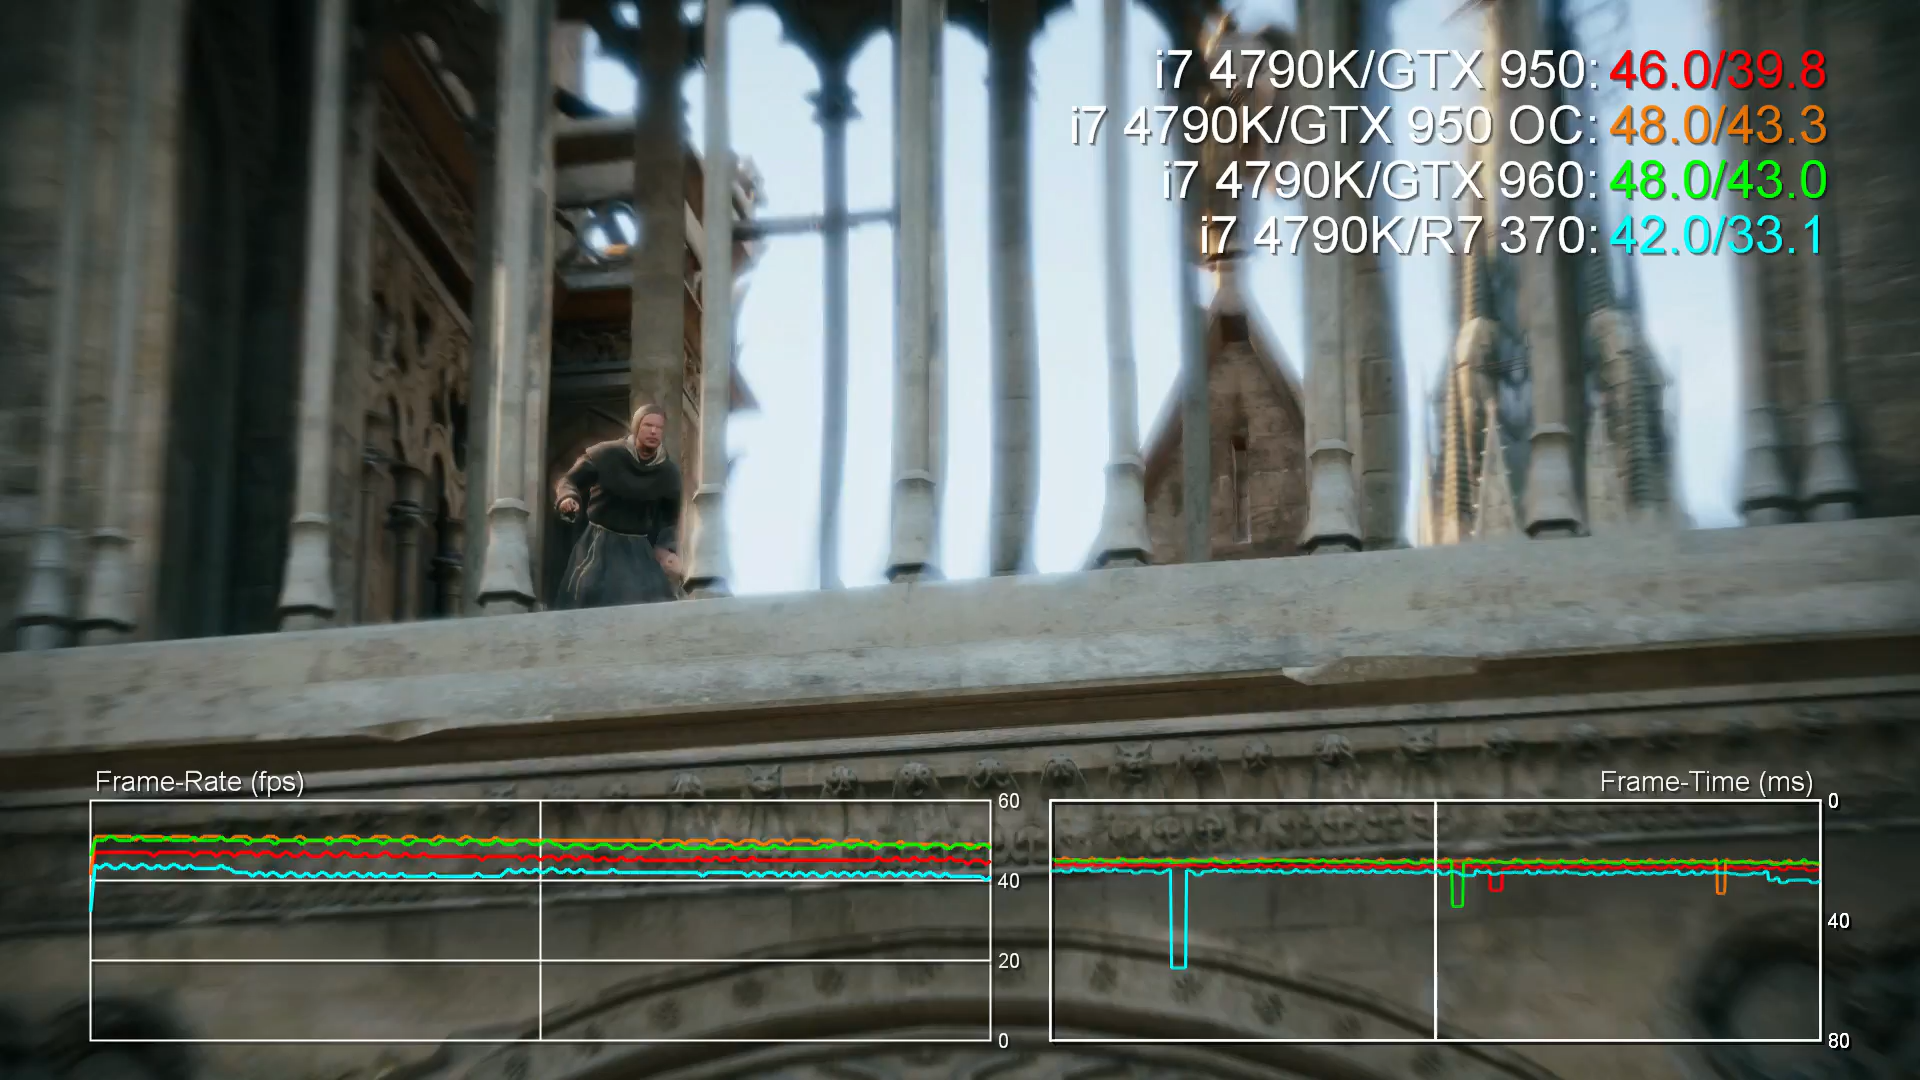 i7 4790K/GTX 950: 46.0/39.8
i7 4790K/GTX 950 OC: 48.0/43.3
i7 4790K/GTX 960: 48.0/43.0
i7 4790K/R7 370: 42.0/33.1
Frame-Rate (fps)
60
40
20
0
Frame-Time (ms)
0
40
80